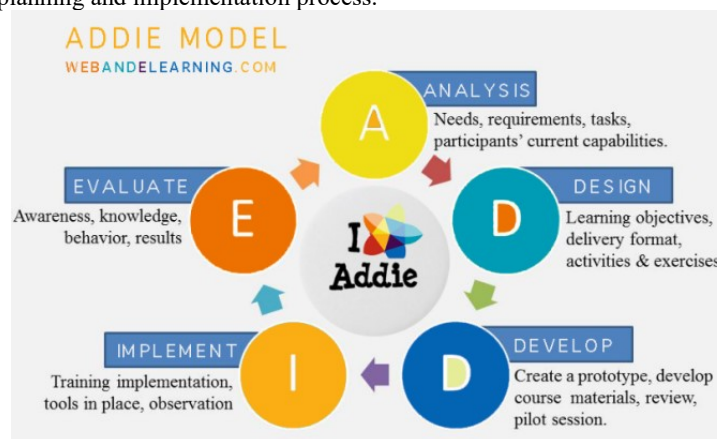 planning and implementation process.
ADDIE MODEL
WEBANDELEARNING.COM
A
ANALYSIS
Needs, requirements, tasks,
participants' current capabilities.
D
DESIGN
Learning objectives,
delivery format,
activities & exercises
D
DEVELOP
Create a prototype, develop
course materials, review,
pilot session.
I
IMPLEMENT
Training implementation,
tools in place, observation
E
EVALUATE
Awareness, knowledge,
behavior, results
I
Addie